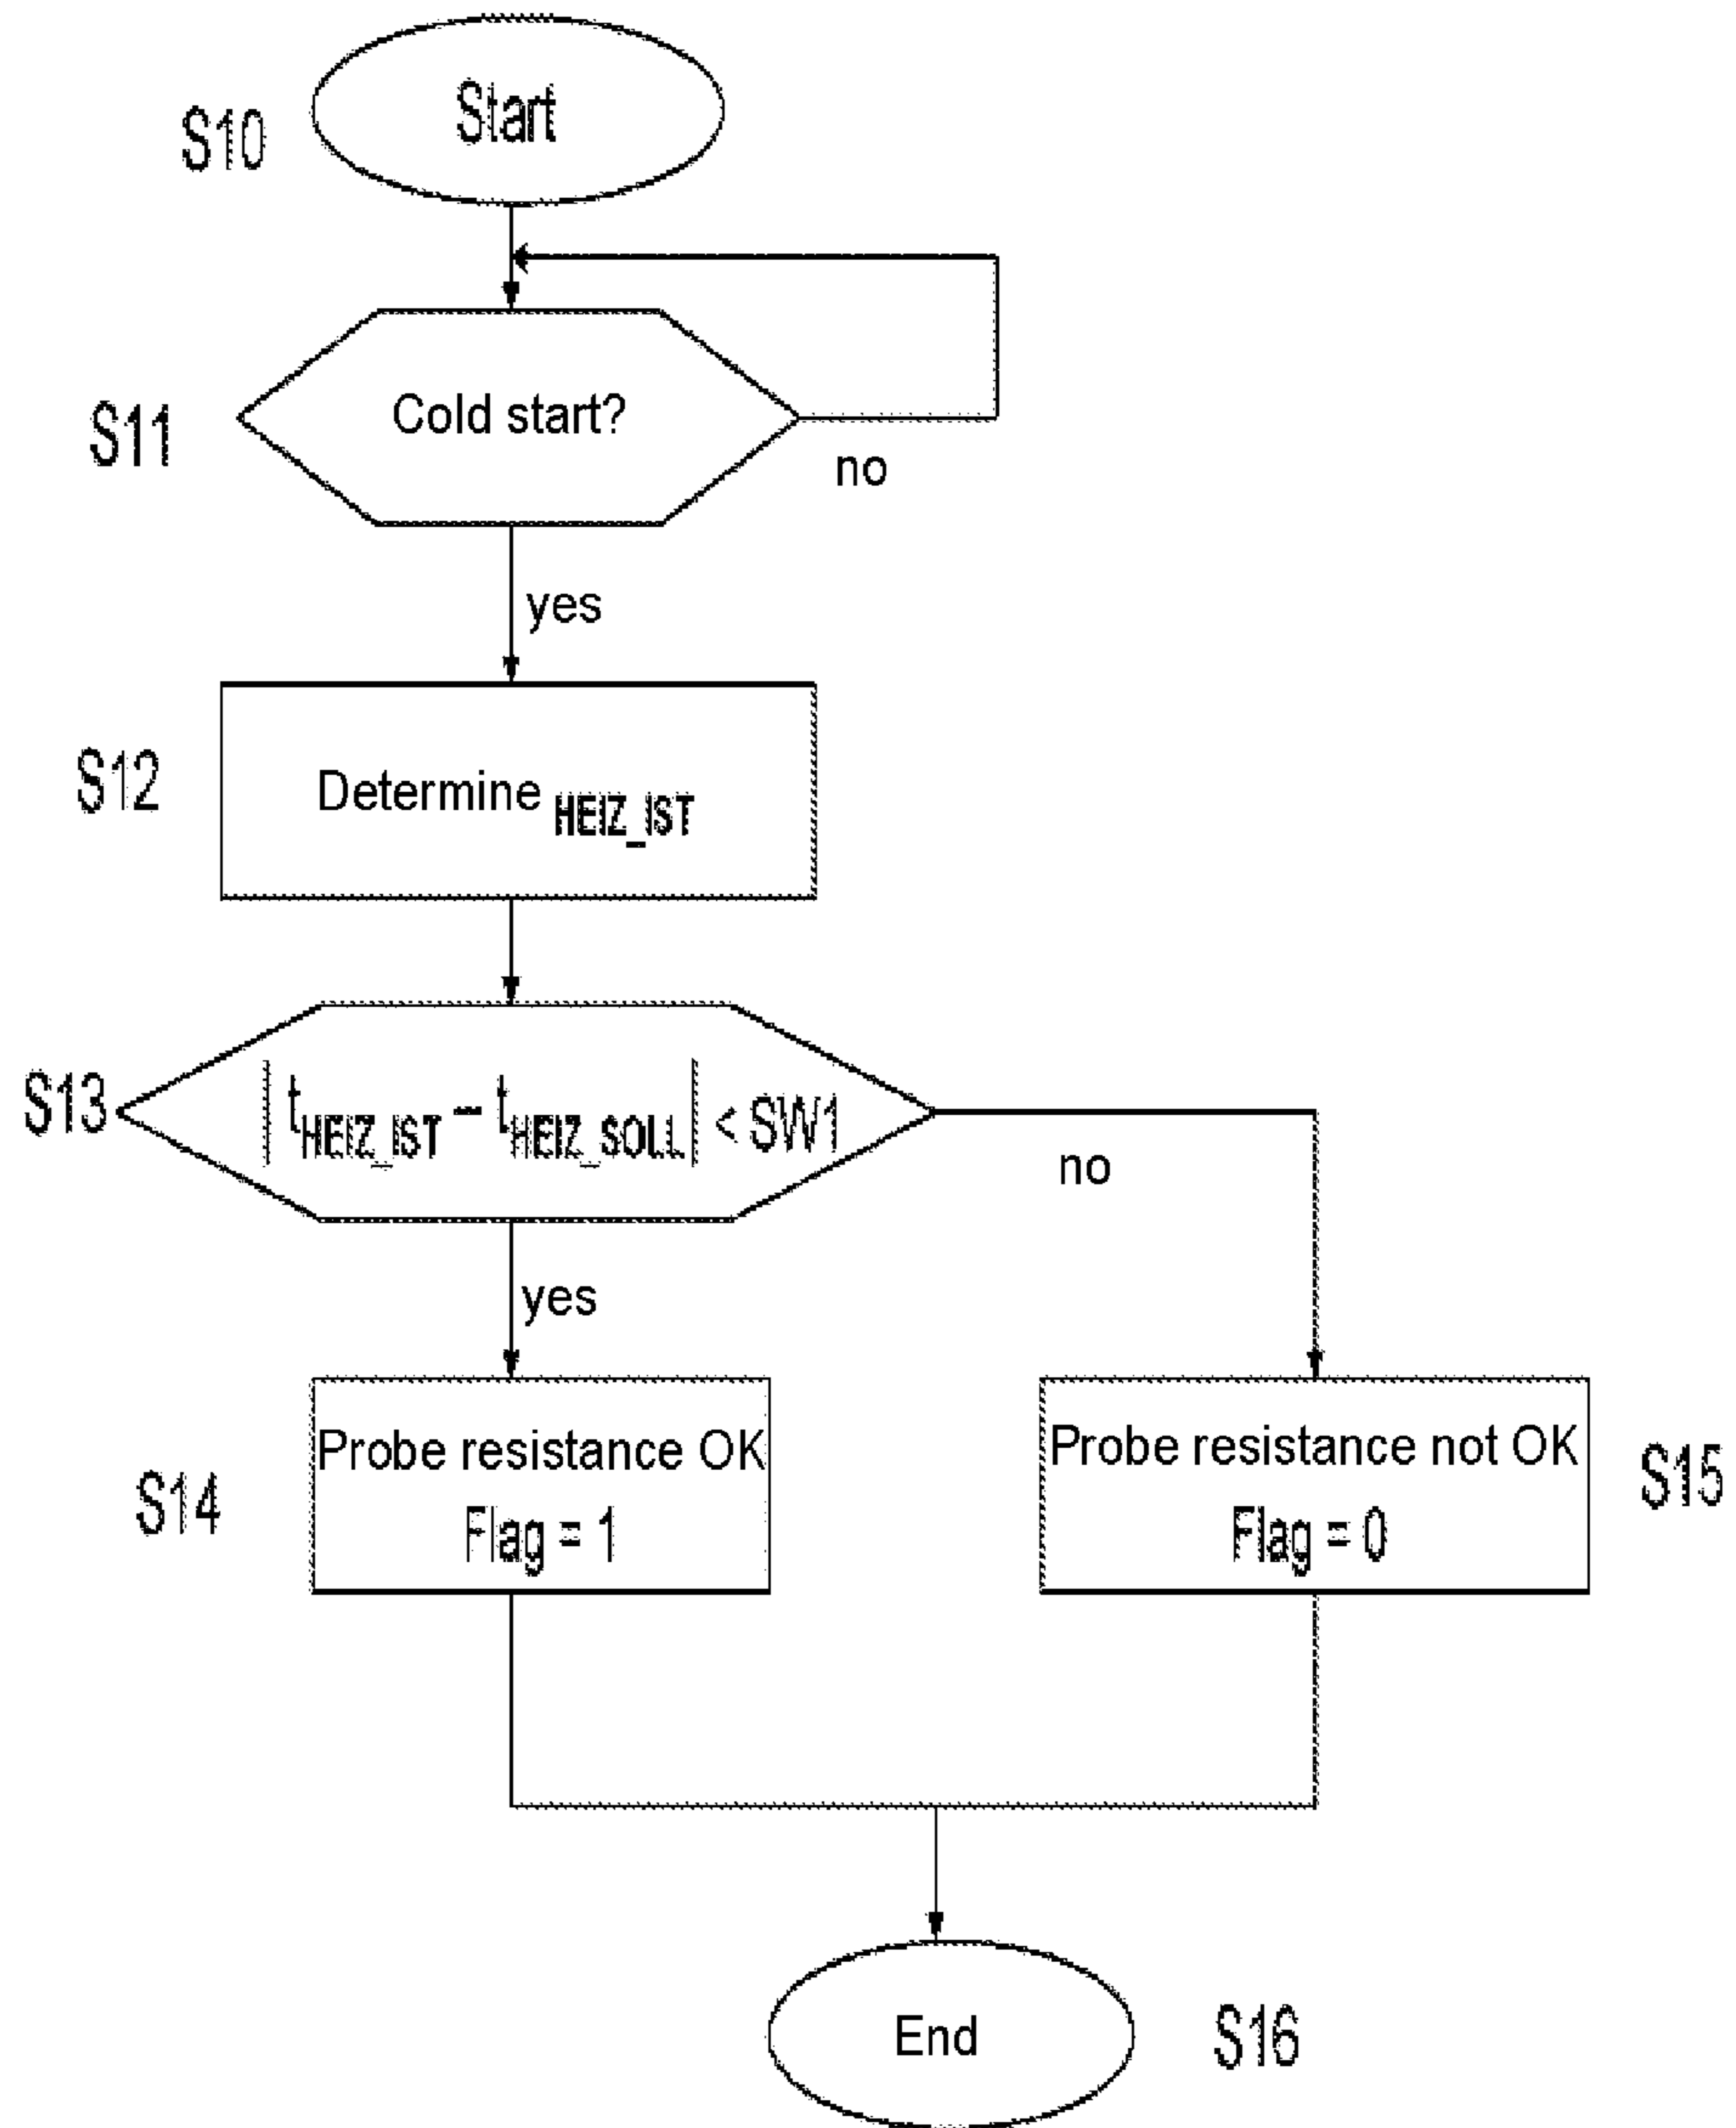 S10
Start
S11
Cold start?
no
yes
S12
Determine HEIZ_IST
S13
| tHEIZ_IST – tHEIZ_SOLL | < SW1
no
yes
S14
Probe resistance OK
Flag = 1
Probe resistance not OK
Flag = 0
S15
End
S16